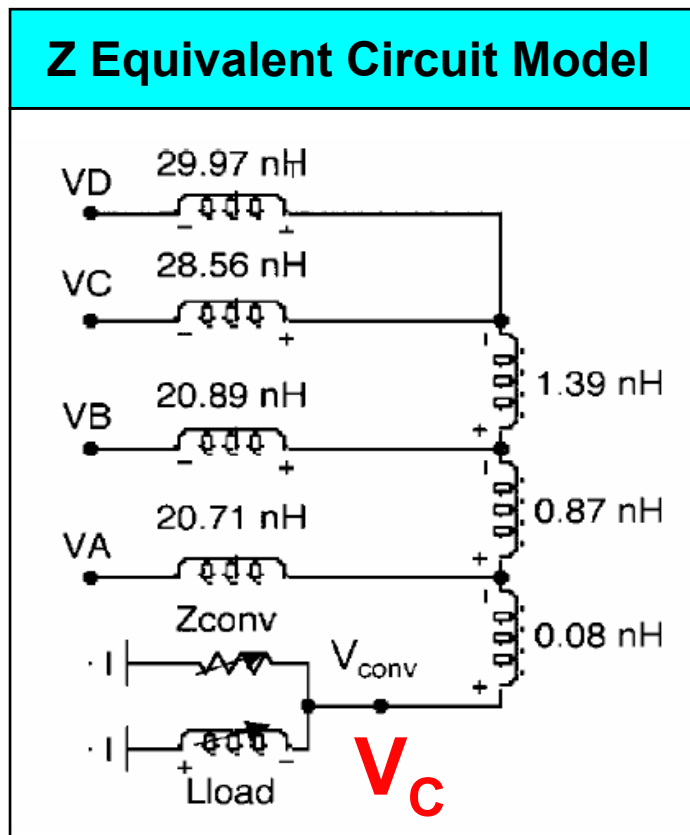 Z Equivalent Circuit Model
29.97 nH
VD
28.56 nH
VC
1.39 nH
20.89 nH
VB
0.87 nH
20.71 nH
VA
Zconv
0.08 nH
Vconv
Lload
VC